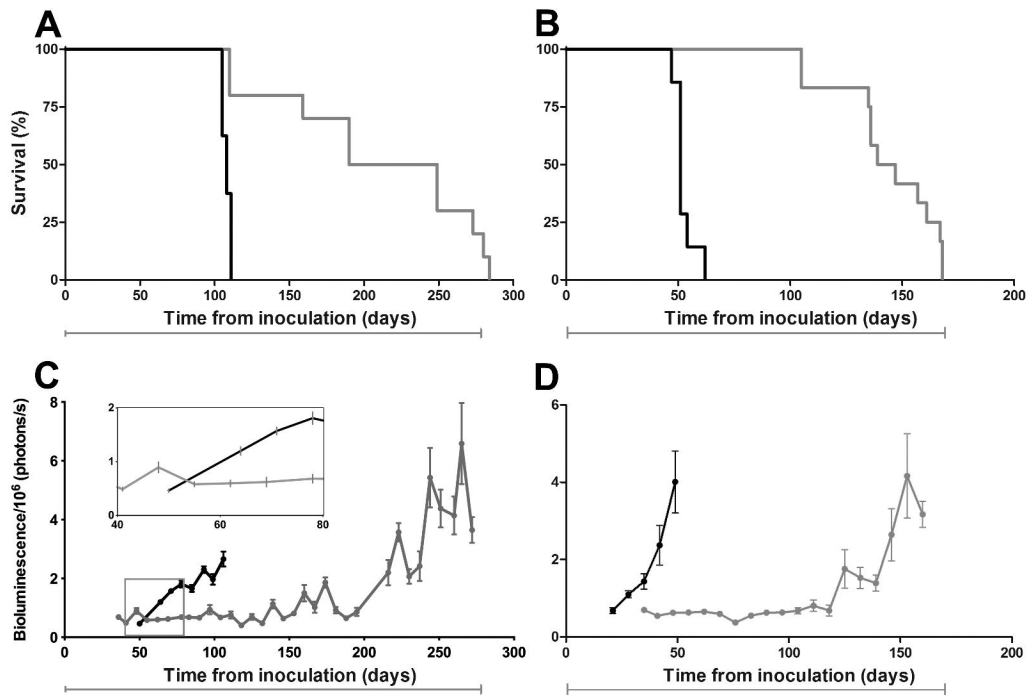 A
B
Survival (%)
100
75
50
25
0
0 50 100 150 200 250 300
Time from inoculation (days)
100
75
50
25
0
0 50 100 150 200
Time from inoculation (days)
C
D
Bioluminescence/10⁶ (photons/s)
8
6
4
2
0
2
1
0
40 60 80
0 50 100 150 200 250 300
Time from inoculation (days)
6
4
2
0
0 50 100 150 200
Time from inoculation (days)